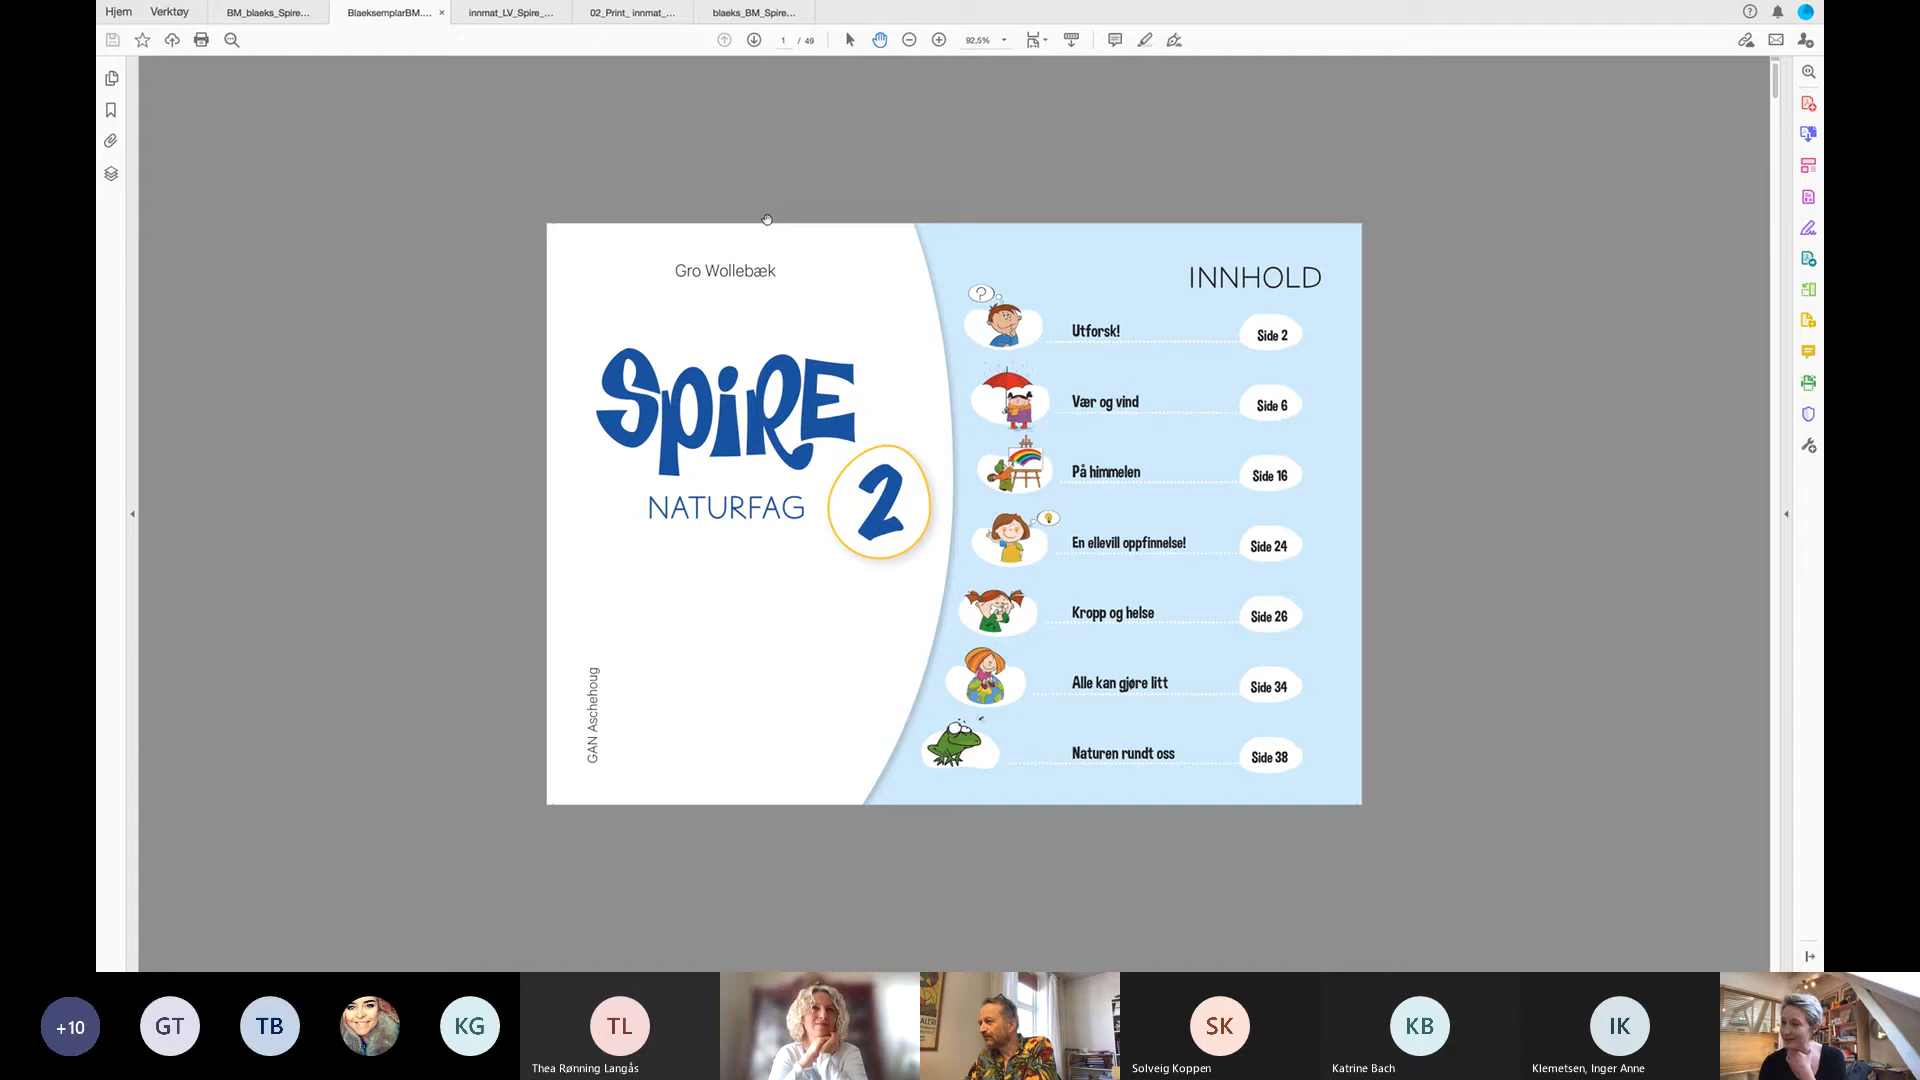 Hjem Verktøy BM_blaeks_Spire... BlaeksemplarBM.... × innmat_LV_Spire_... 02_Print_ innmat_... blaeks_BM_Spire...
1 / 49 92,5%
Gro Wollebæk
SPIRE
NATURFAG
2
GAN Aschehoug
INNHOLD
?
Utforsk! Side 2
Vær og vind Side 6
På himmelen Side 16
En ellevill oppfinnelse! Side 24
Kropp og helse Side 26
Alle kan gjøre litt Side 34
Naturen rundt oss Side 38
+10 GT TB KG TL SK KB IK
Thea Rønning Langås Solveig Koppen Katrine Bach Klemetsen, Inger Anne